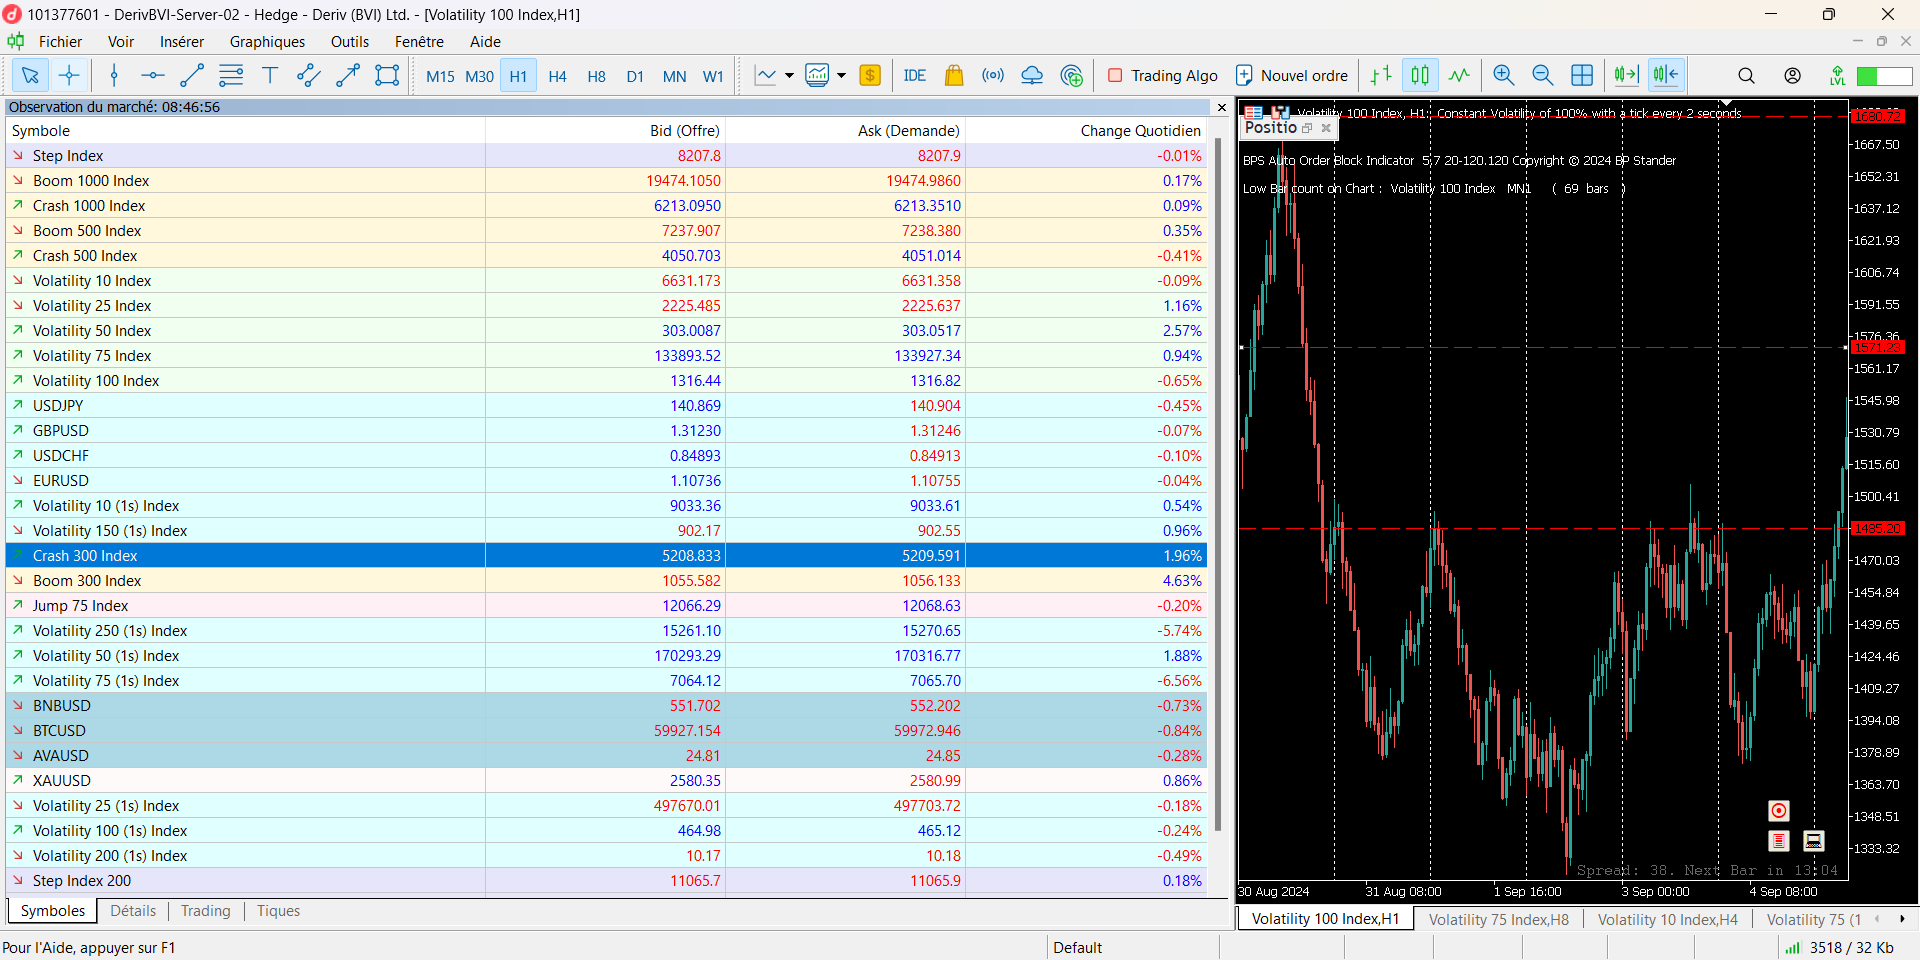 101377601 - DerivBVI-Server-02 - Hedge - Deriv (BVI) Ltd. - [Volatility 100 Index,H1]
Fichier Voir Insérer Graphiques Outils Fenêtre Aide
M15 M30 H1 H4 H8 D1 MN W1 $ IDE Trading Algo Nouvel ordre LVL
Observation du marché: 08:46:56
Symbole Bid (Offre) Ask (Demande) Change Quotidien
Step Index 8207.8 8207.9 -0.01%
Boom 1000 Index 19474.1050 19474.9860 0.17%
Crash 1000 Index 6213.0950 6213.3510 0.09%
Boom 500 Index 7237.907 7238.380 0.35%
Crash 500 Index 4050.703 4051.014 -0.41%
Volatility 10 Index 6631.173 6631.358 -0.09%
Volatility 25 Index 2225.485 2225.637 1.16%
Volatility 50 Index 303.0087 303.0517 2.57%
Volatility 75 Index 133893.52 133927.34 0.94%
Volatility 100 Index 1316.44 1316.82 -0.65%
USDJPY 140.869 140.904 -0.45%
GBPUSD 1.31230 1.31246 -0.07%
USDCHF 0.84893 0.84913 -0.10%
EURUSD 1.10736 1.10755 -0.04%
Volatility 10 (1s) Index 9033.36 9033.61 0.54%
Volatility 150 (1s) Index 902.17 902.55 0.96%
Crash 300 Index 5208.833 5209.591 1.96%
Boom 300 Index 1055.582 1056.133 4.63%
Jump 75 Index 12066.29 12068.63 -0.20%
Volatility 250 (1s) Index 15261.10 15270.65 -5.74%
Volatility 50 (1s) Index 170293.29 170316.77 1.88%
Volatility 75 (1s) Index 7064.12 7065.70 -6.56%
BNBUSD 551.702 552.202 -0.73%
BTCUSD 59927.154 59972.946 -0.84%
AVAUSD 24.81 24.85 -0.28%
XAUUSD 2580.35 2580.99 0.86%
Volatility 25 (1s) Index 497670.01 497703.72 -0.18%
Volatility 100 (1s) Index 464.98 465.12 -0.24%
Volatility 200 (1s) Index 10.17 10.18 -0.49%
Step Index 200 11065.7 11065.9 0.18%
Symboles Détails Trading Tiques
Volatility 100 Index, H1: Constant Volatility of 100% with a tick every 2 seconds
Positio
BPS Auto Order Block Indicator 5.7 20-120.120 Copyright © 2024 BP Stander
Low Bar count on Chart : Volatility 100 Index MN1 ( 69 bars )
1680.72
1667.50
1652.31
1637.12
1621.93
1606.74
1591.55
1576.36
1571.23
1561.17
1545.98
1530.79
1515.60
1500.41
1485.20
1470.03
1454.84
1439.65
1424.46
1409.27
1394.08
1378.89
1363.70
1348.51
1333.32
Spread: 38. Next Bar in 13:04
30 Aug 2024 31 Aug 08:00 1 Sep 16:00 3 Sep 00:00 4 Sep 08:00
Volatility 100 Index,H1 Volatility 75 Index,H8 Volatility 10 Index,H4 Volatility 75 (1
Pour l'Aide, appuyer sur F1 Default 3518 / 32 Kb